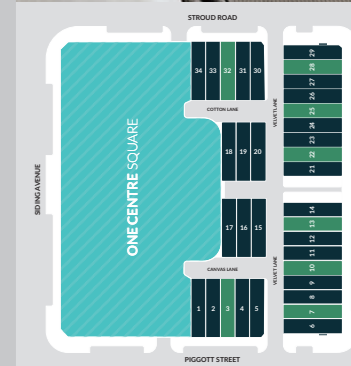 STROUD ROAD
34 33 32 31 30
COTTON LANE
18 19 20
ONE CENTRE SQUARE
SIDING AVENUE
17 16 15
CANVAS LANE
1 2 3 4 5
PIGGOTT STREET
VELVET LANE
VELVET LANE
29
28
27
26
25
24
23
22
21
14
13
12
11
10
9
8
7
6